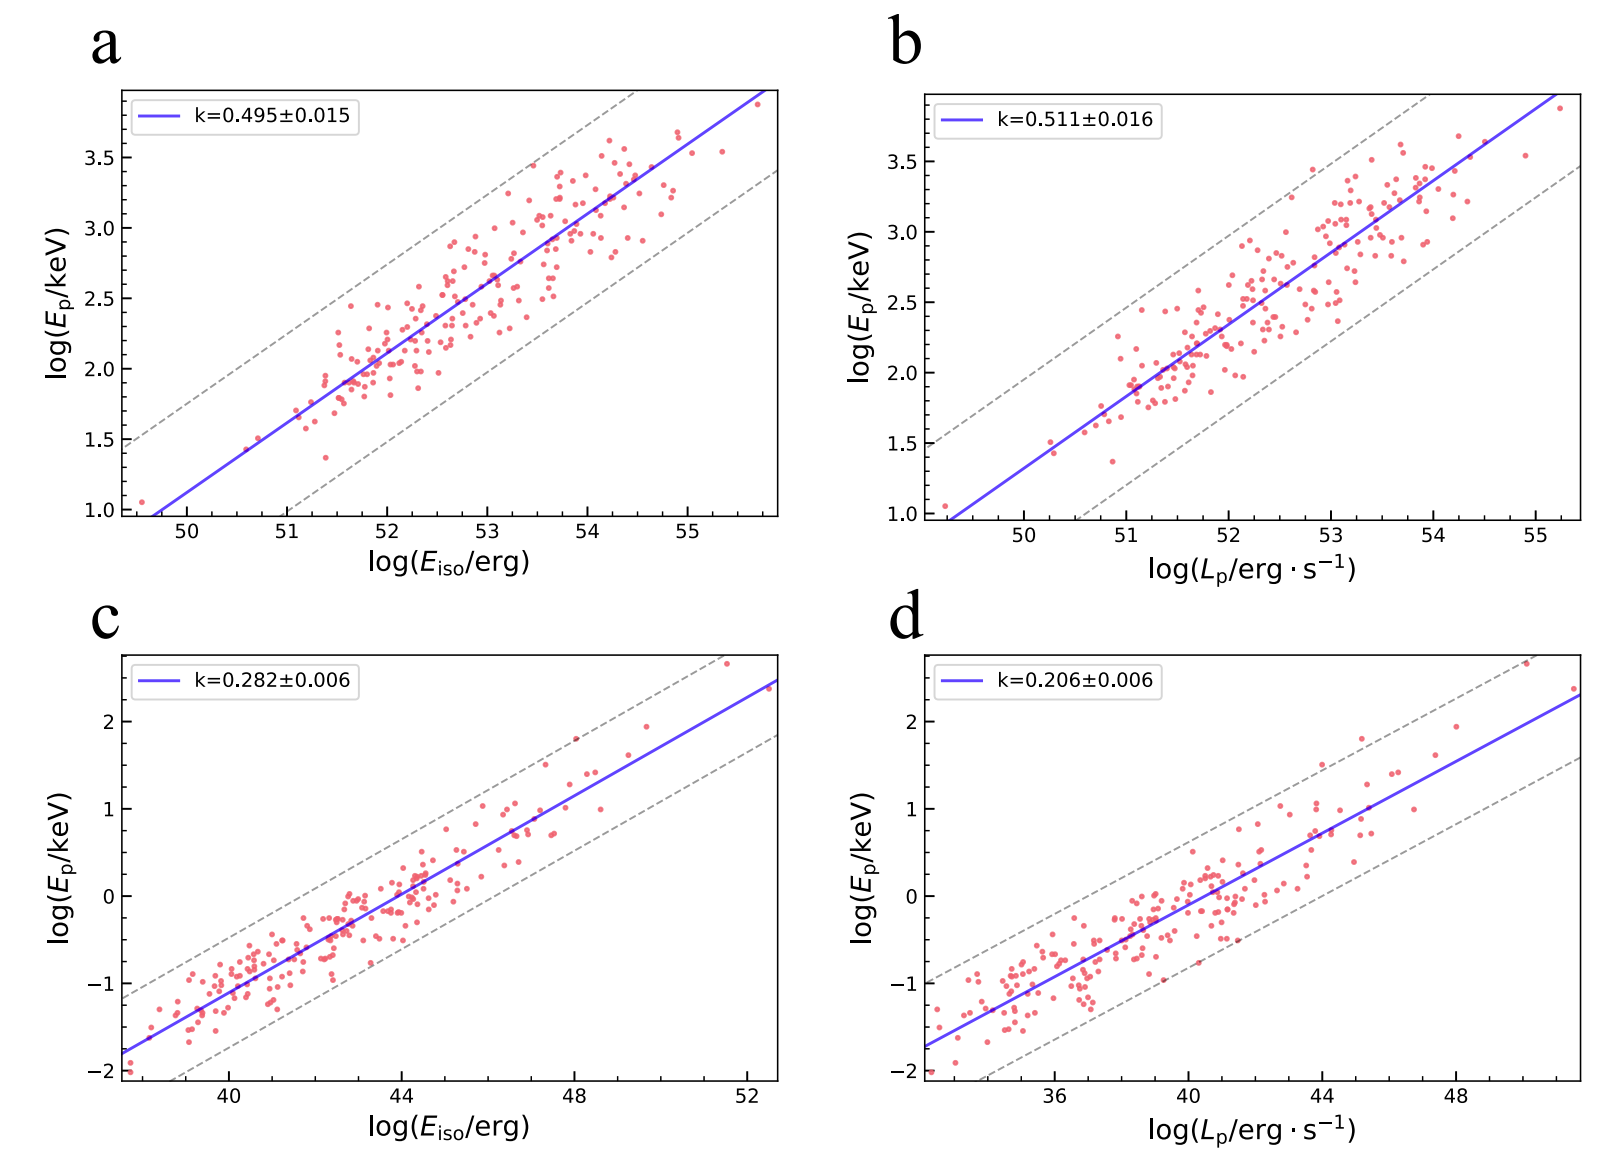 a
k=0.495±0.015
log(Eₚ/keV)
3.5
3.0
2.5
2.0
1.5
1.0
50 51 52 53 54 55
log(E_iso/erg)
b
k=0.511±0.016
log(Eₚ/keV)
3.5
3.0
2.5
2.0
1.5
1.0
50 51 52 53 54 55
log(Lₚ/erg · s⁻¹)
c
k=0.282±0.006
log(Eₚ/keV)
2
1
0
−1
−2
40 44 48 52
log(E_iso/erg)
d
k=0.206±0.006
log(Eₚ/keV)
2
1
0
−1
−2
36 40 44 48
log(Lₚ/erg · s⁻¹)